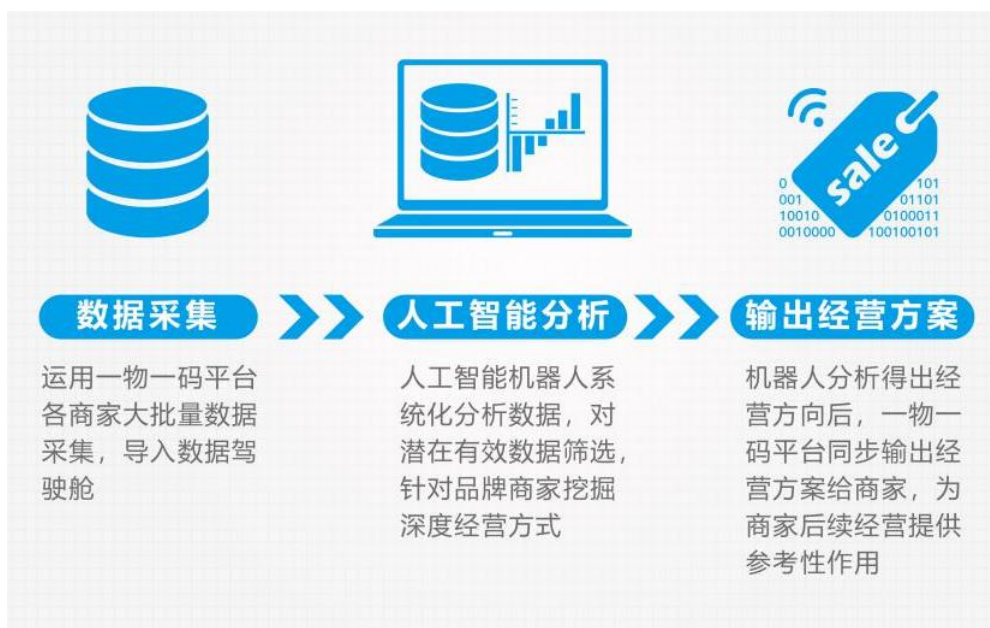 sale
0
001
10010
0010000
101
01101
0100011
100100101
数据采集
运用一物一码平台
各商家大批量数据
采集，导入数据驾
驶舱
人工智能分析
人工智能机器人系
统化分析数据，对
潜在有效数据筛选，
针对品牌商家挖掘
深度经营方式
输出经营方案
机器人分析得出经
营方向后，一物一
码平台同步输出经
营方案给商家，为
商家后续经营提供
参考性作用